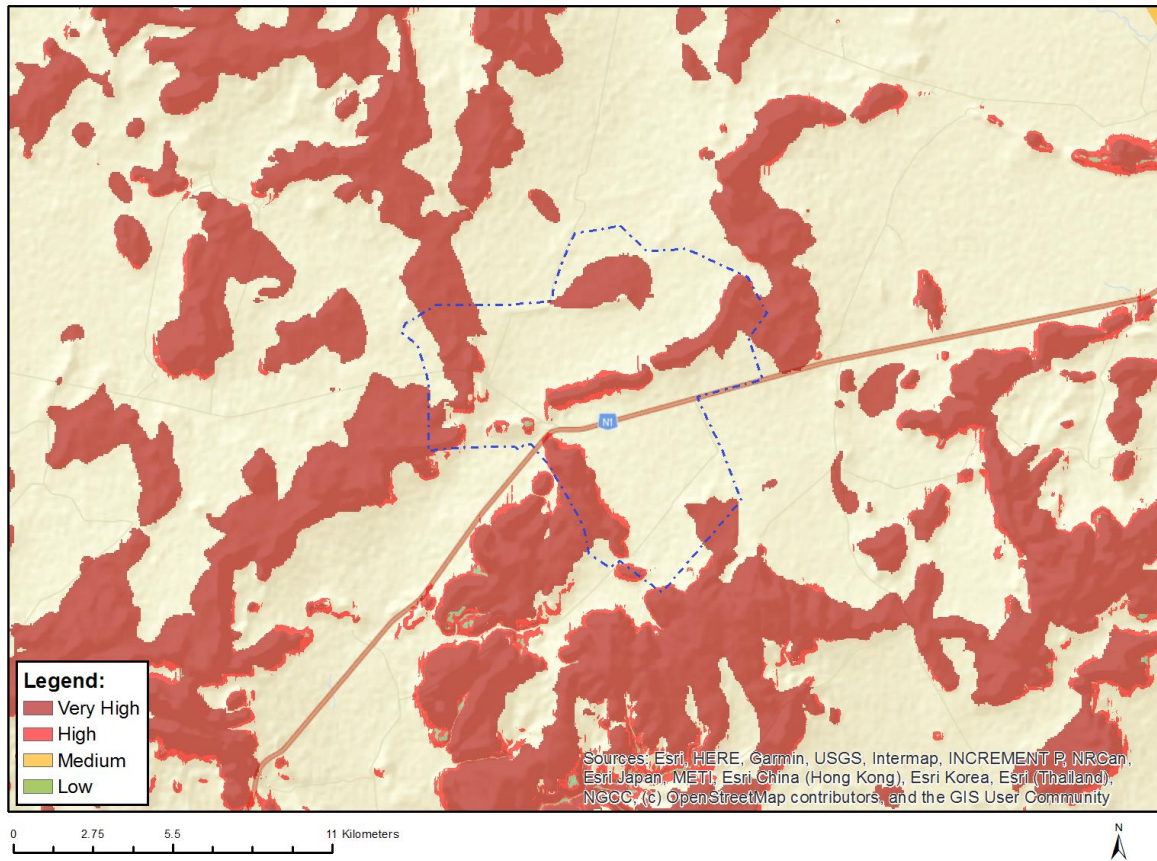 N1
Legend:
Very High
High
Medium
Low
Sources: Esri, HERE, Garmin, USGS, Intermap, INCREMENT P, NRCan,
Esri Japan, METI, Esri China (Hong Kong), Esri Korea, Esri (Thailand),
NGCC, (c) OpenStreetMap contributors, and the GIS User Community
0 2.75 5.5 11 Kilometers
N